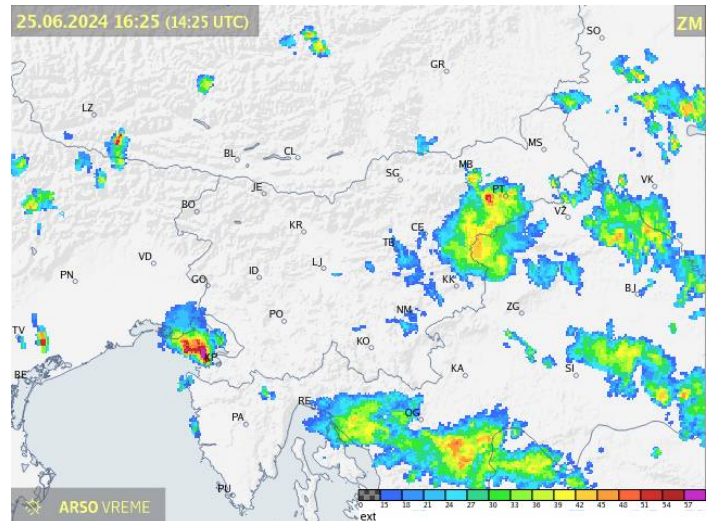 25.06.2024 16:25 (14:25 UTC)
ZM
SO
GR
LZ
MS
BL
CL
MB
SG
VK
JE
PT
BO
VŽ
KR
CE
TB
VD
LJ
PN
GO
ID
KK
BJ
NM
ZG
PO
TV
KO
KP
BE
KA
SI
RE
OG
PA
PU
ARSO VREME
0 15 18 21 24 27 30 33 36 39 42 45 48 51 54 57
ext